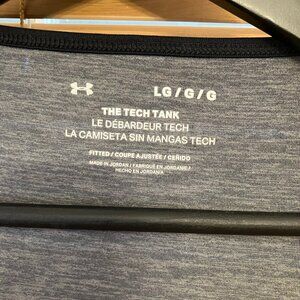 LG / G / G
THE TECH TANK
LE DÉBARDEUR TECH
LA CAMISETA SIN MANGAS TECH
FITTED / COUPE AJUSTÉE / CEÑIDO
MADE IN JORDAN / FABRIQUÉ EN JORDANIE /
HECHO EN JORDANIA